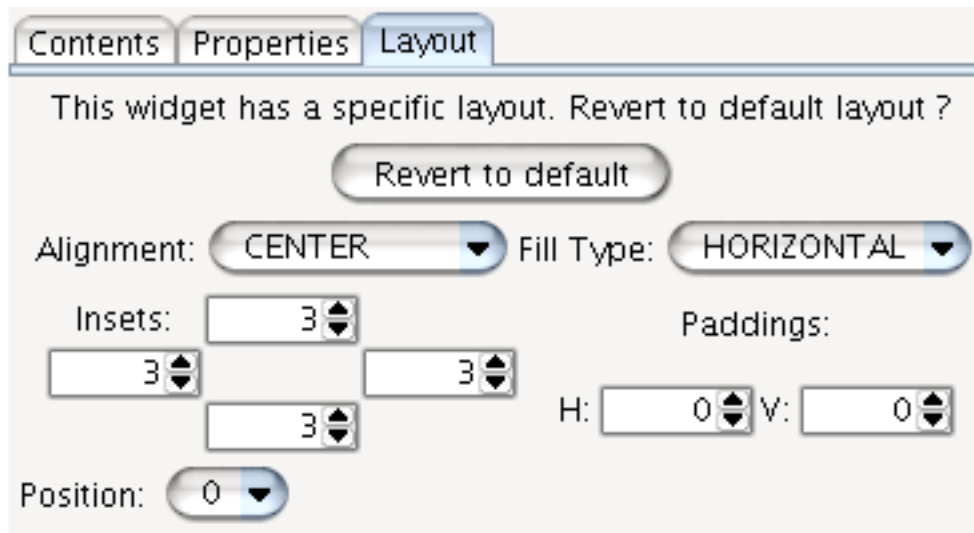 Contents Properties Layout
This widget has a specific layout. Revert to default layout ?
Revert to default
Alignment: CENTER Fill Type: HORIZONTAL
Insets: 3 Paddings:
3 3
H: 0 V: 0
3
Position: 0